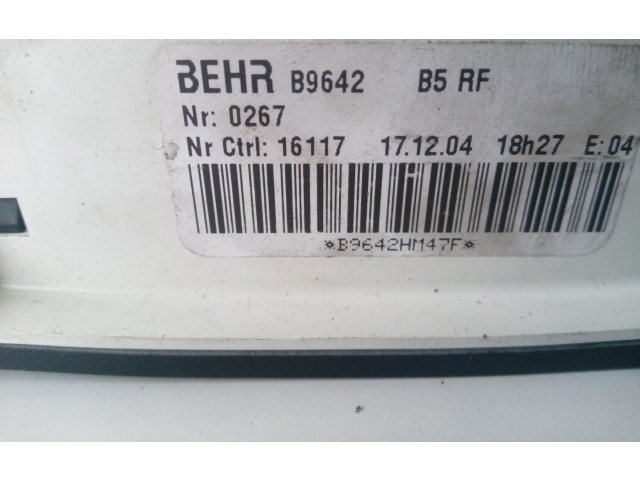 BEHR B9642 B5 RF
Nr: 0267
Nr Ctrl: 16117 17.12.04 18h27 E: 04
*B9642HM47F*